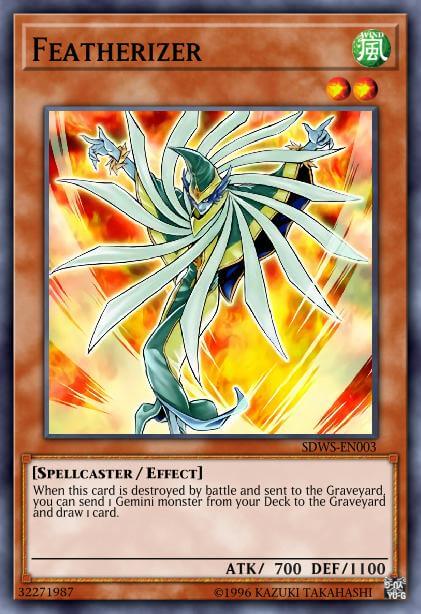 FEATHERIZER
WIND
風
SDWS-EN003
[SPELLCASTER / EFFECT]
When this card is destroyed by battle and sent to the Graveyard,
you can send 1 Gemini monster from your Deck to the Graveyard
and draw 1 card.
ATK/ 700 DEF/1100
32271987
©1996 KAZUKI TAKAHASHI